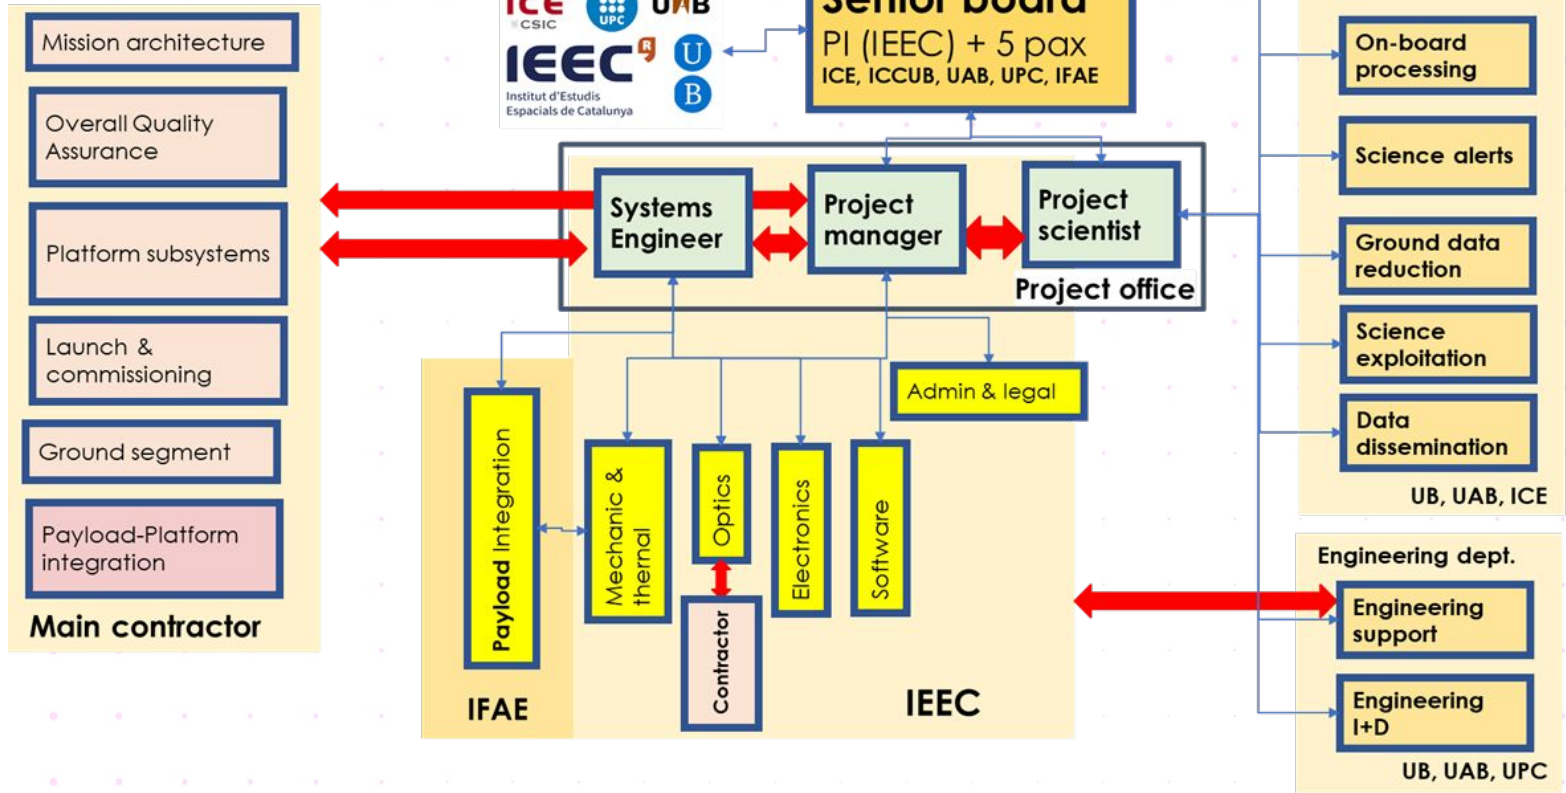 Mission architecture
Overall Quality
Assurance
Platform subsystems
Launch &
commissioning
Ground segment
Payload-Platform
integration
Main contractor
ICE
CSIC
UPC
UAB
IEEC
R
Institut d'Estudis
Espacials de Catalunya
U
B
Senior board
PI (IEEC) + 5 pax
ICE, ICCUB, UAB, UPC, IFAE
Systems
Engineer
Project
manager
Project
scientist
Project office
Admin & legal
Payload Integration
Mechanic &
thernal
Optics
Electronics
Software
Contractor
IFAE
IEEC
On-board
processing
Science alerts
Ground data
reduction
Science
exploitation
Data
dissemination
UB, UAB, ICE
Engineering dept.
Engineering
support
Engineering
I+D
UB, UAB, UPC